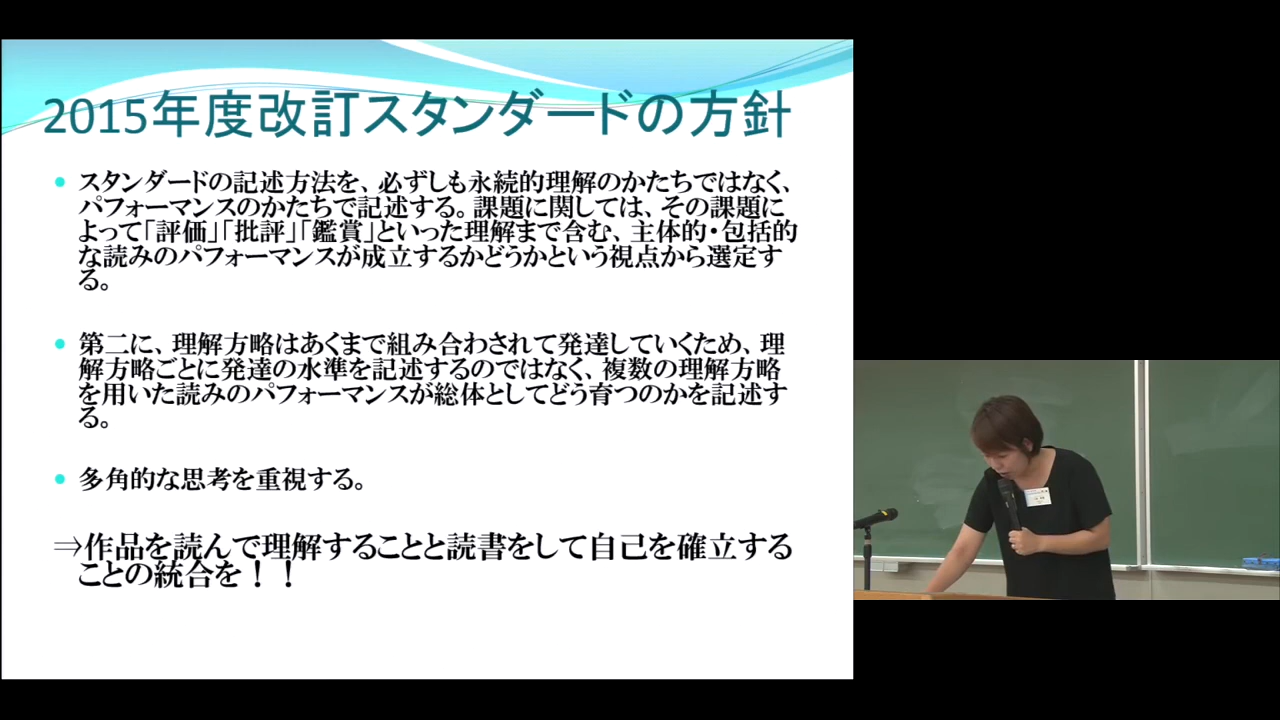 2015年度改訂スタンダードの方針
• スタンダードの記述方法を、必ずしも永続的理解のかたちではなく、
パフォーマンスのかたちで記述する。課題に関しては、その課題に
よって「評価」「批評」「鑑賞」といった理解まで含む、主体的・包括的
な読みのパフォーマンスが成立するかどうかという視点から選定す
る。
• 第二に、理解方略はあくまで組み合わされて発達していくため、理
解方略ごとに発達の水準を記述するのではなく、複数の理解方略
を用いた読みのパフォーマンスが総体としてどう育つのかを記述す
る。
• 多角的な思考を重視する。
⇒作品を読んで理解することと読書をして自己を確立する
ことの統合を！！